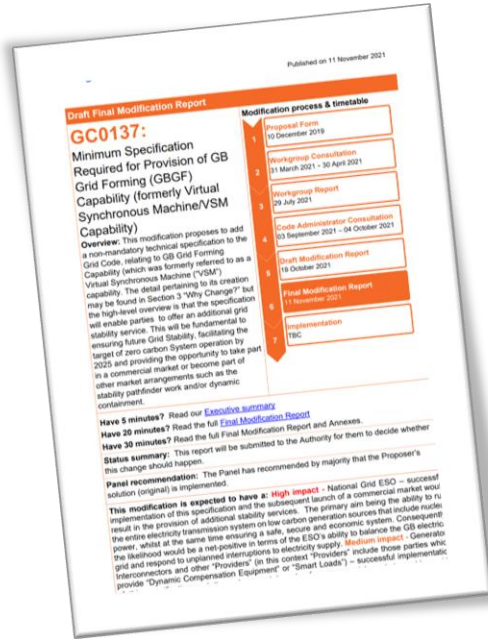 Published on 11 November 2021
Draft Final Modification Report
GC0137:
Minimum Specification
Required for Provision of GB
Grid Forming (GBGF)
Capability (formerly Virtual
Synchronous Machine/VSM
Capability)
Overview: This modification proposes to add
a non-mandatory technical specification to the
Grid Code, relating to GB Grid Forming
Capability (which was formerly referred to as a
Virtual Synchronous Machine ("VSM")
capability. The detail pertaining to its creation
may be found in Section 3 "Why Change?" but
the high-level overview is that the specification
will enable parties to offer an additional grid
stability service. This will be fundamental to
ensuring future Grid Stability, facilitating the
target of zero carbon System operation by
2025 and providing the opportunity to take part
in a commercial market or become part of
other market arrangements such as the
stability pathfinder work and/or dynamic
containment.
Modification process & timetable
1
Proposal Form
10 December 2019
2
Workgroup Consultation
31 March 2021 - 30 April 2021
3
Workgroup Report
29 July 2021
4
Code Administrator Consultation
03 September 2021 - 04 October 2021
5
Draft Modification Report
19 October 2021
6
Final Modification Report
11 November 2021
7
Implementation
TBC
Have 5 minutes? Read our Executive summary
Have 20 minutes? Read the full Final Modification Report
Have 30 minutes? Read the full Final Modification Report and Annexes.
Status summary: This report will be submitted to the Authority for them to decide whether
this change should happen.
Panel recommendation: The Panel has recommended by majority that the Proposer's
solution (original) is implemented.
This modification is expected to have a: High impact - National Grid ESO – successf
implementation of this specification and the subsequent launch of a commercial market wou
result in the provision of additional stability services. The primary aim being the ability to ru
the entire electricity transmission system on low carbon generation sources that include nucle
power, whilst at the same time ensuring a safe, secure and economic system. Consequent
the likelihood would be a net-positive in terms of the ESO's ability to balance the GB electric
grid and respond to unplanned interruptions to electricity supply. Medium impact - Generato
Interconnectors and other "Providers" (in this context "Providers" include those parties whic
provide "Dynamic Compensation Equipment" or "Smart Loads") – successful implementatic